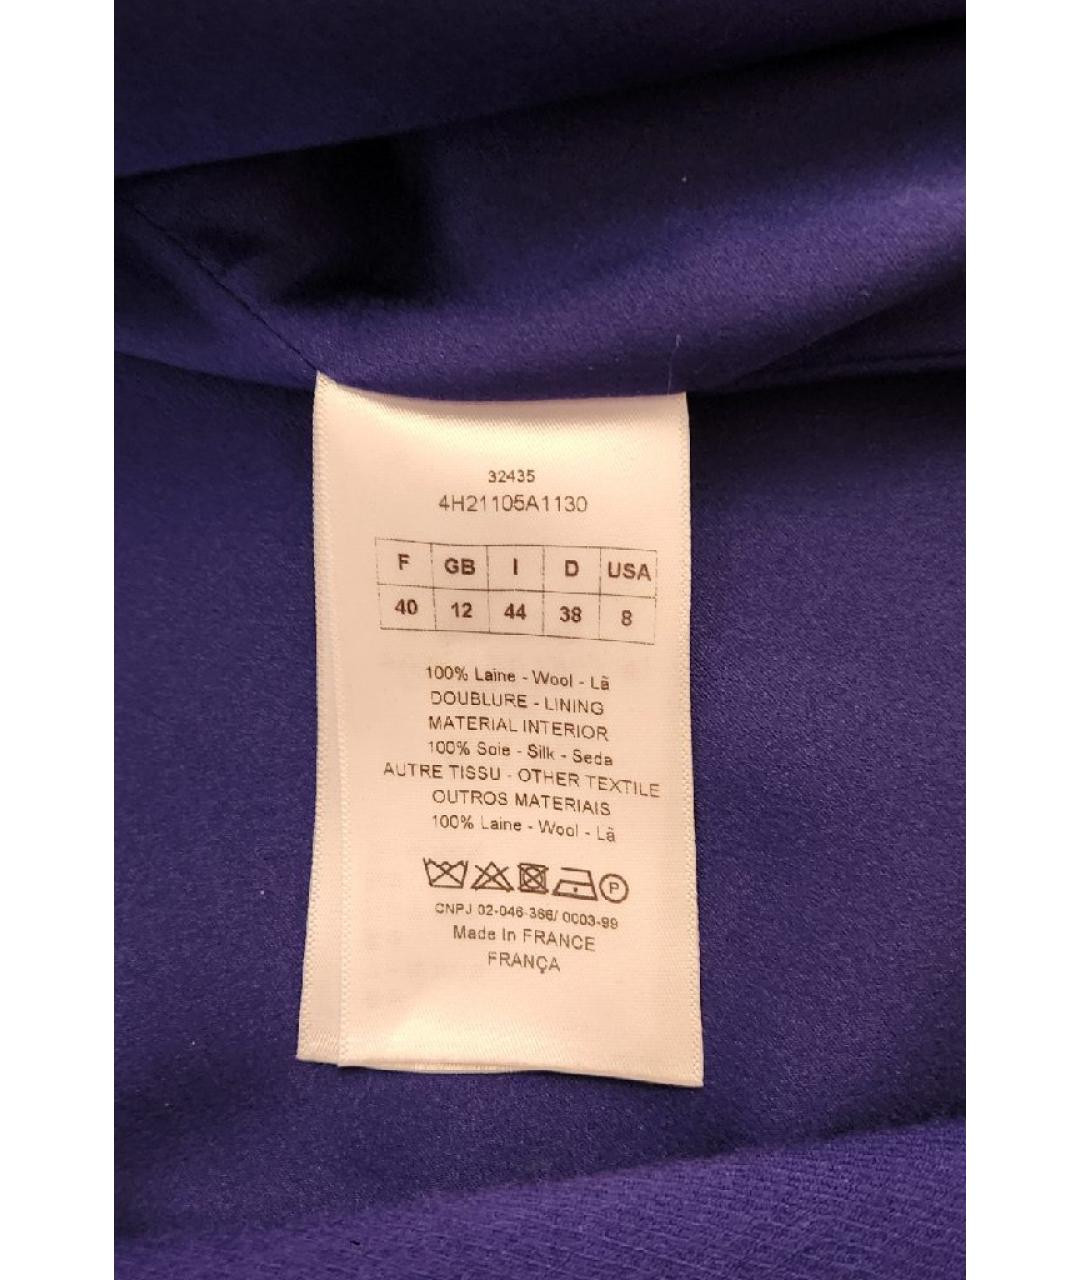 32435
4H21105A1130
F GB I D USA
40 12 44 38 8
100% Laine - Wool - Lã
DOUBLURE - LINING
MATERIAL INTERIOR
100% Soie - Silk - Seda
AUTRE TISSU - OTHER TEXTILE
OUTROS MATERIAIS
100% Laine - Wool - Lã
P
CNPJ 02-046-366/ 0003-99
Made In FRANCE
FRANÇA